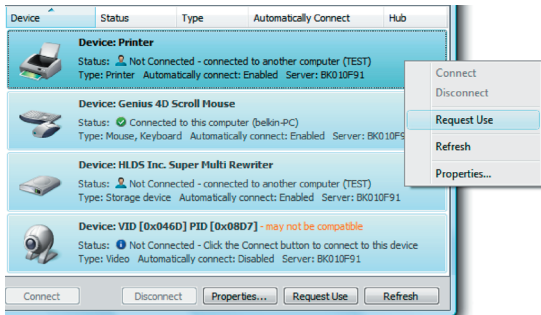 Device Status Type Automatically Connect Hub
Device: Printer
Status: Not Connected - connected to another computer (TEST)
Type: Printer Automatically connect: Enabled Server: BK010F91
Connect
Disconnect
Request Use
Refresh
Properties...
Device: Genius 4D Scroll Mouse
Status: Connected to this computer (belkin-PC)
Type: Mouse, Keyboard Automatically connect: Enabled Server: BK010F9
Device: HLDS Inc. Super Multi Rewriter
Status: Not Connected - connected to another computer (TEST)
Type: Storage device Automatically connect: Enabled Server: BK010F91
Device: VID [0x046D] PID [0x08D7] - may not be compatible
Status: Not Connected - Click the Connect button to connect to this device
Type: Video Automatically connect: Disabled Server: BK010F91
Connect Disconnect Properties... Request Use Refresh